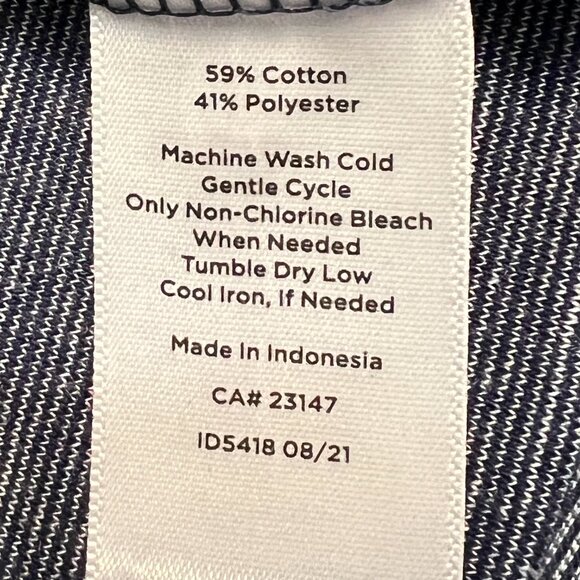 59% Cotton
41% Polyester
Machine Wash Cold
Gentle Cycle
Only Non-Chlorine Bleach
When Needed
Tumble Dry Low
Cool Iron, If Needed
Made In Indonesia
CA# 23147
ID5418 08/21